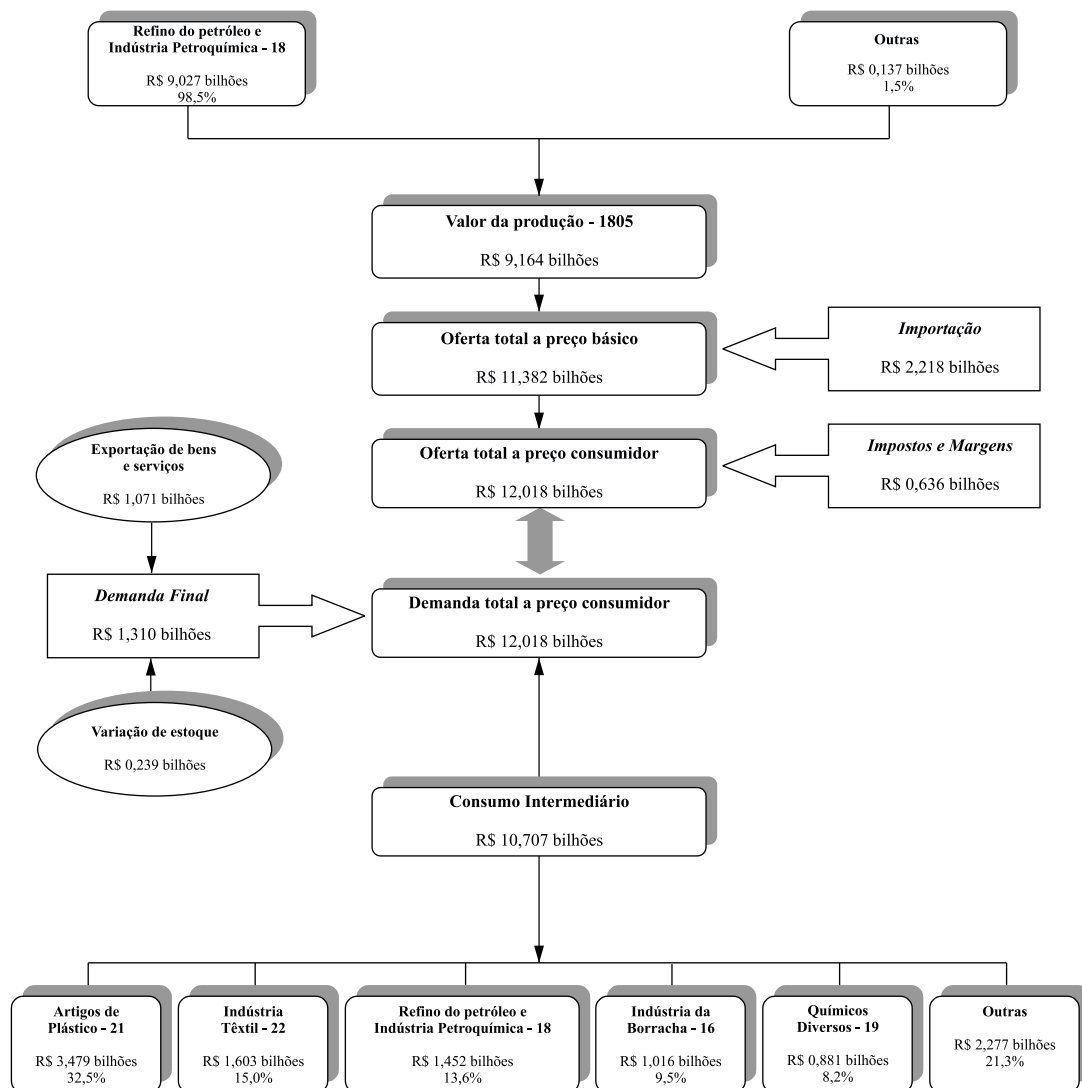 Refino do petróleo e
Indústria Petroquímica - 18
R$ 9,027 bilhões
98,5%
Outras
R$ 0,137 bilhões
1,5%
Valor da produção - 1805
R$ 9,164 bilhões
Oferta total a preço básico
R$ 11,382 bilhões
Importação
R$ 2,218 bilhões
Exportação de bens
e serviços
R$ 1,071 bilhões
Oferta total a preço consumidor
R$ 12,018 bilhões
Impostos e Margens
R$ 0,636 bilhões
Demanda Final
R$ 1,310 bilhões
Demanda total a preço consumidor
R$ 12,018 bilhões
Variação de estoque
R$ 0,239 bilhões
Consumo Intermediário
R$ 10,707 bilhões
Artigos de
Plástico - 21
R$ 3,479 bilhões
32,5%
Indústria
Têxtil - 22
R$ 1,603 bilhões
15,0%
Refino do petróleo e
Indústria Petroquímica - 18
R$ 1,452 bilhões
13,6%
Indústria da
Borracha - 16
R$ 1,016 bilhões
9,5%
Químicos
Diversos - 19
R$ 0,881 bilhões
8,2%
Outras
R$ 2,277 bilhões
21,3%